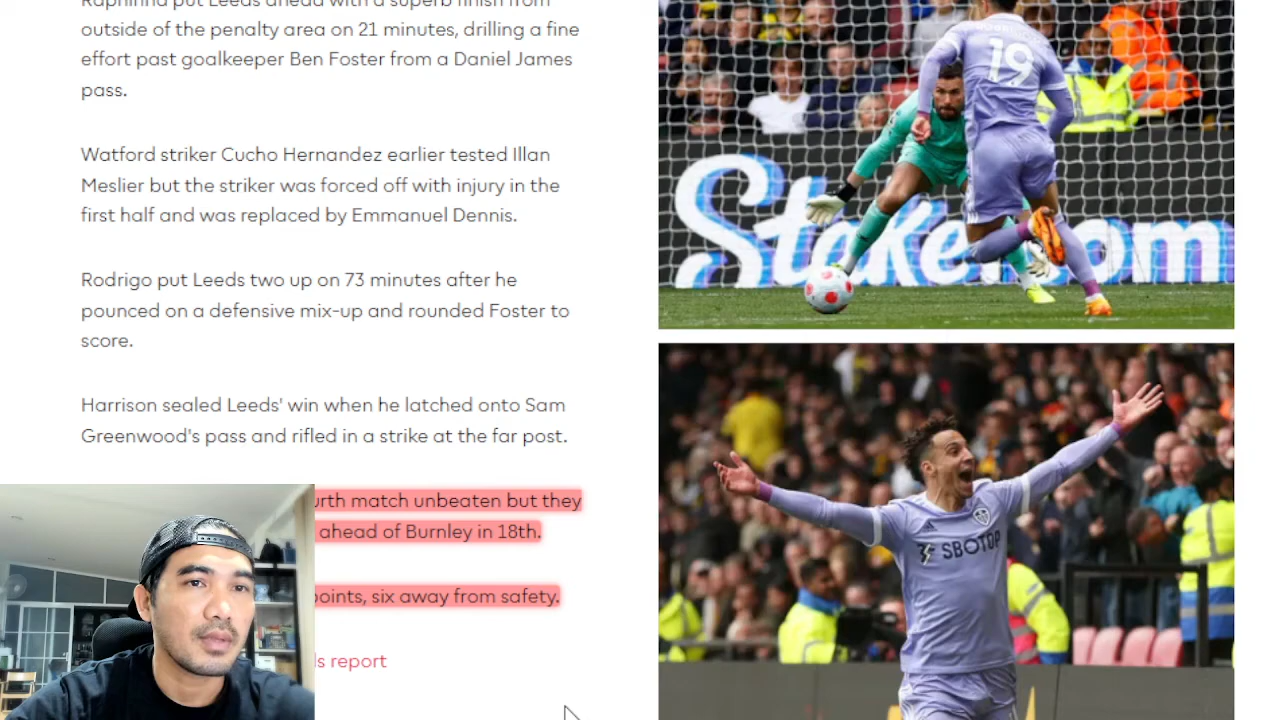 Raphinha put Leeds ahead with a superb finish from
outside of the penalty area on 21 minutes, drilling a fine
effort past goalkeeper Ben Foster from a Daniel James
pass.
Watford striker Cucho Hernandez earlier tested Illan
Meslier but the striker was forced off with injury in the
first half and was replaced by Emmanuel Dennis.
Rodrigo put Leeds two up on 73 minutes after he
pounced on a defensive mix-up and rounded Foster to
score.
Harrison sealed Leeds' win when he latched onto Sam
Greenwood's pass and rifled in a strike at the far post.
urth match unbeaten but they
ahead of Burnley in 18th.
points, six away from safety.
ls report
19
Stake.com
SBOTOP